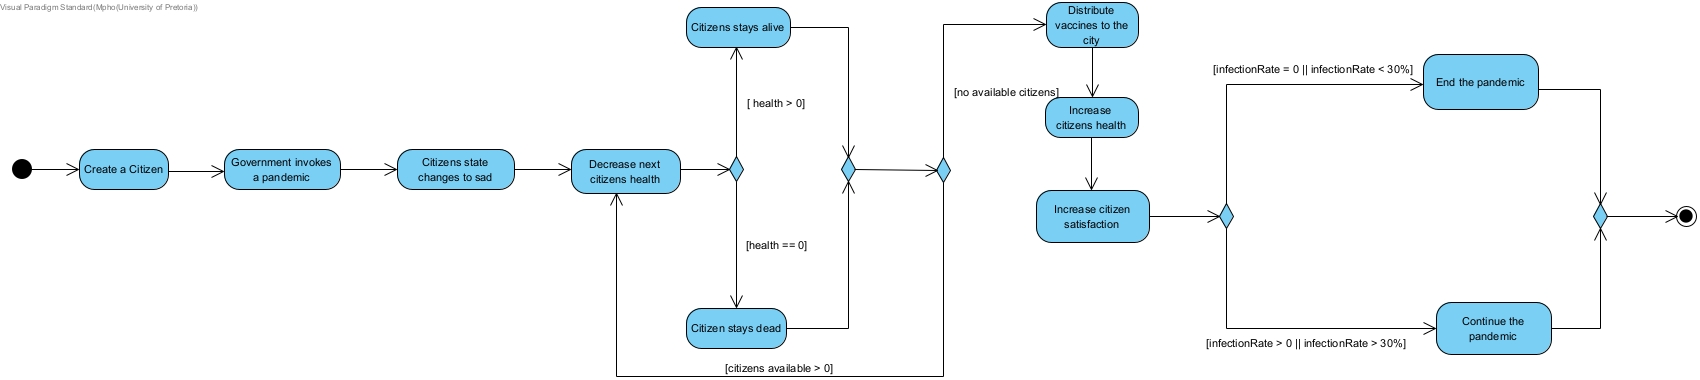 Visual Paradigm Standard(Mpho(University of Pretoria))
Create a Citizen
Government invokes
a pandemic
Citizens state
changes to sad
Decrease next
citizens health
Citizens stays alive
[ health > 0]
[health == 0]
Citizen stays dead
[citizens available > 0]
[no available citizens]
Distribute
vaccines to the
city
Increase
citizens health
Increase citizen
satisfaction
[infectionRate = 0 || infectionRate < 30%]
End the pandemic
[infectionRate > 0 || infectionRate > 30%]
Continue the
pandemic